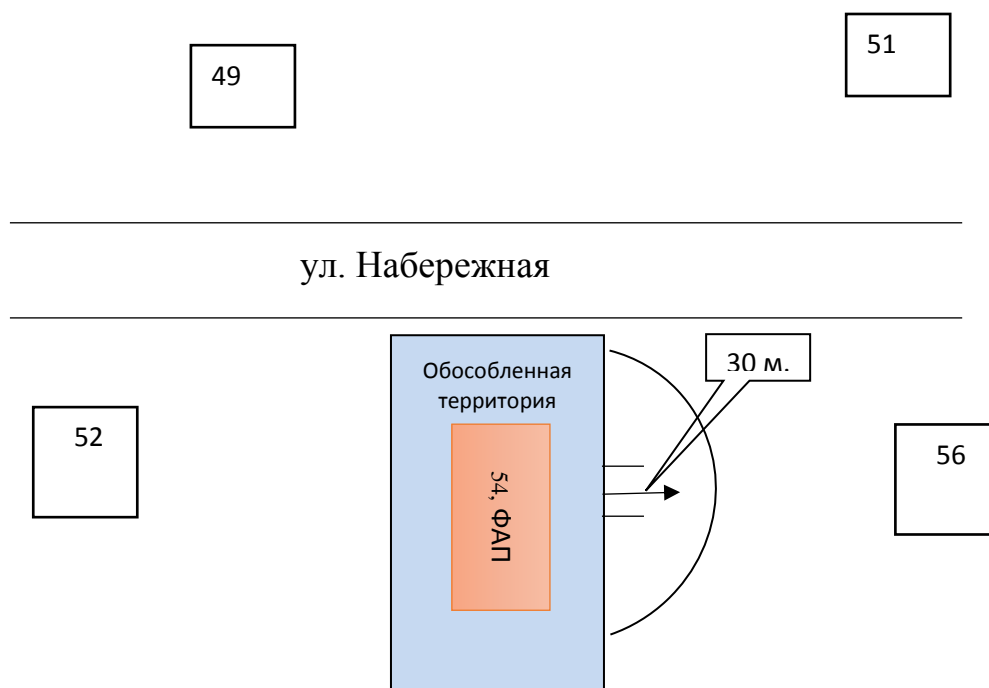 49
51
ул. Набережная
Обособленная
территория
30 м.
52
54, ФАП
56